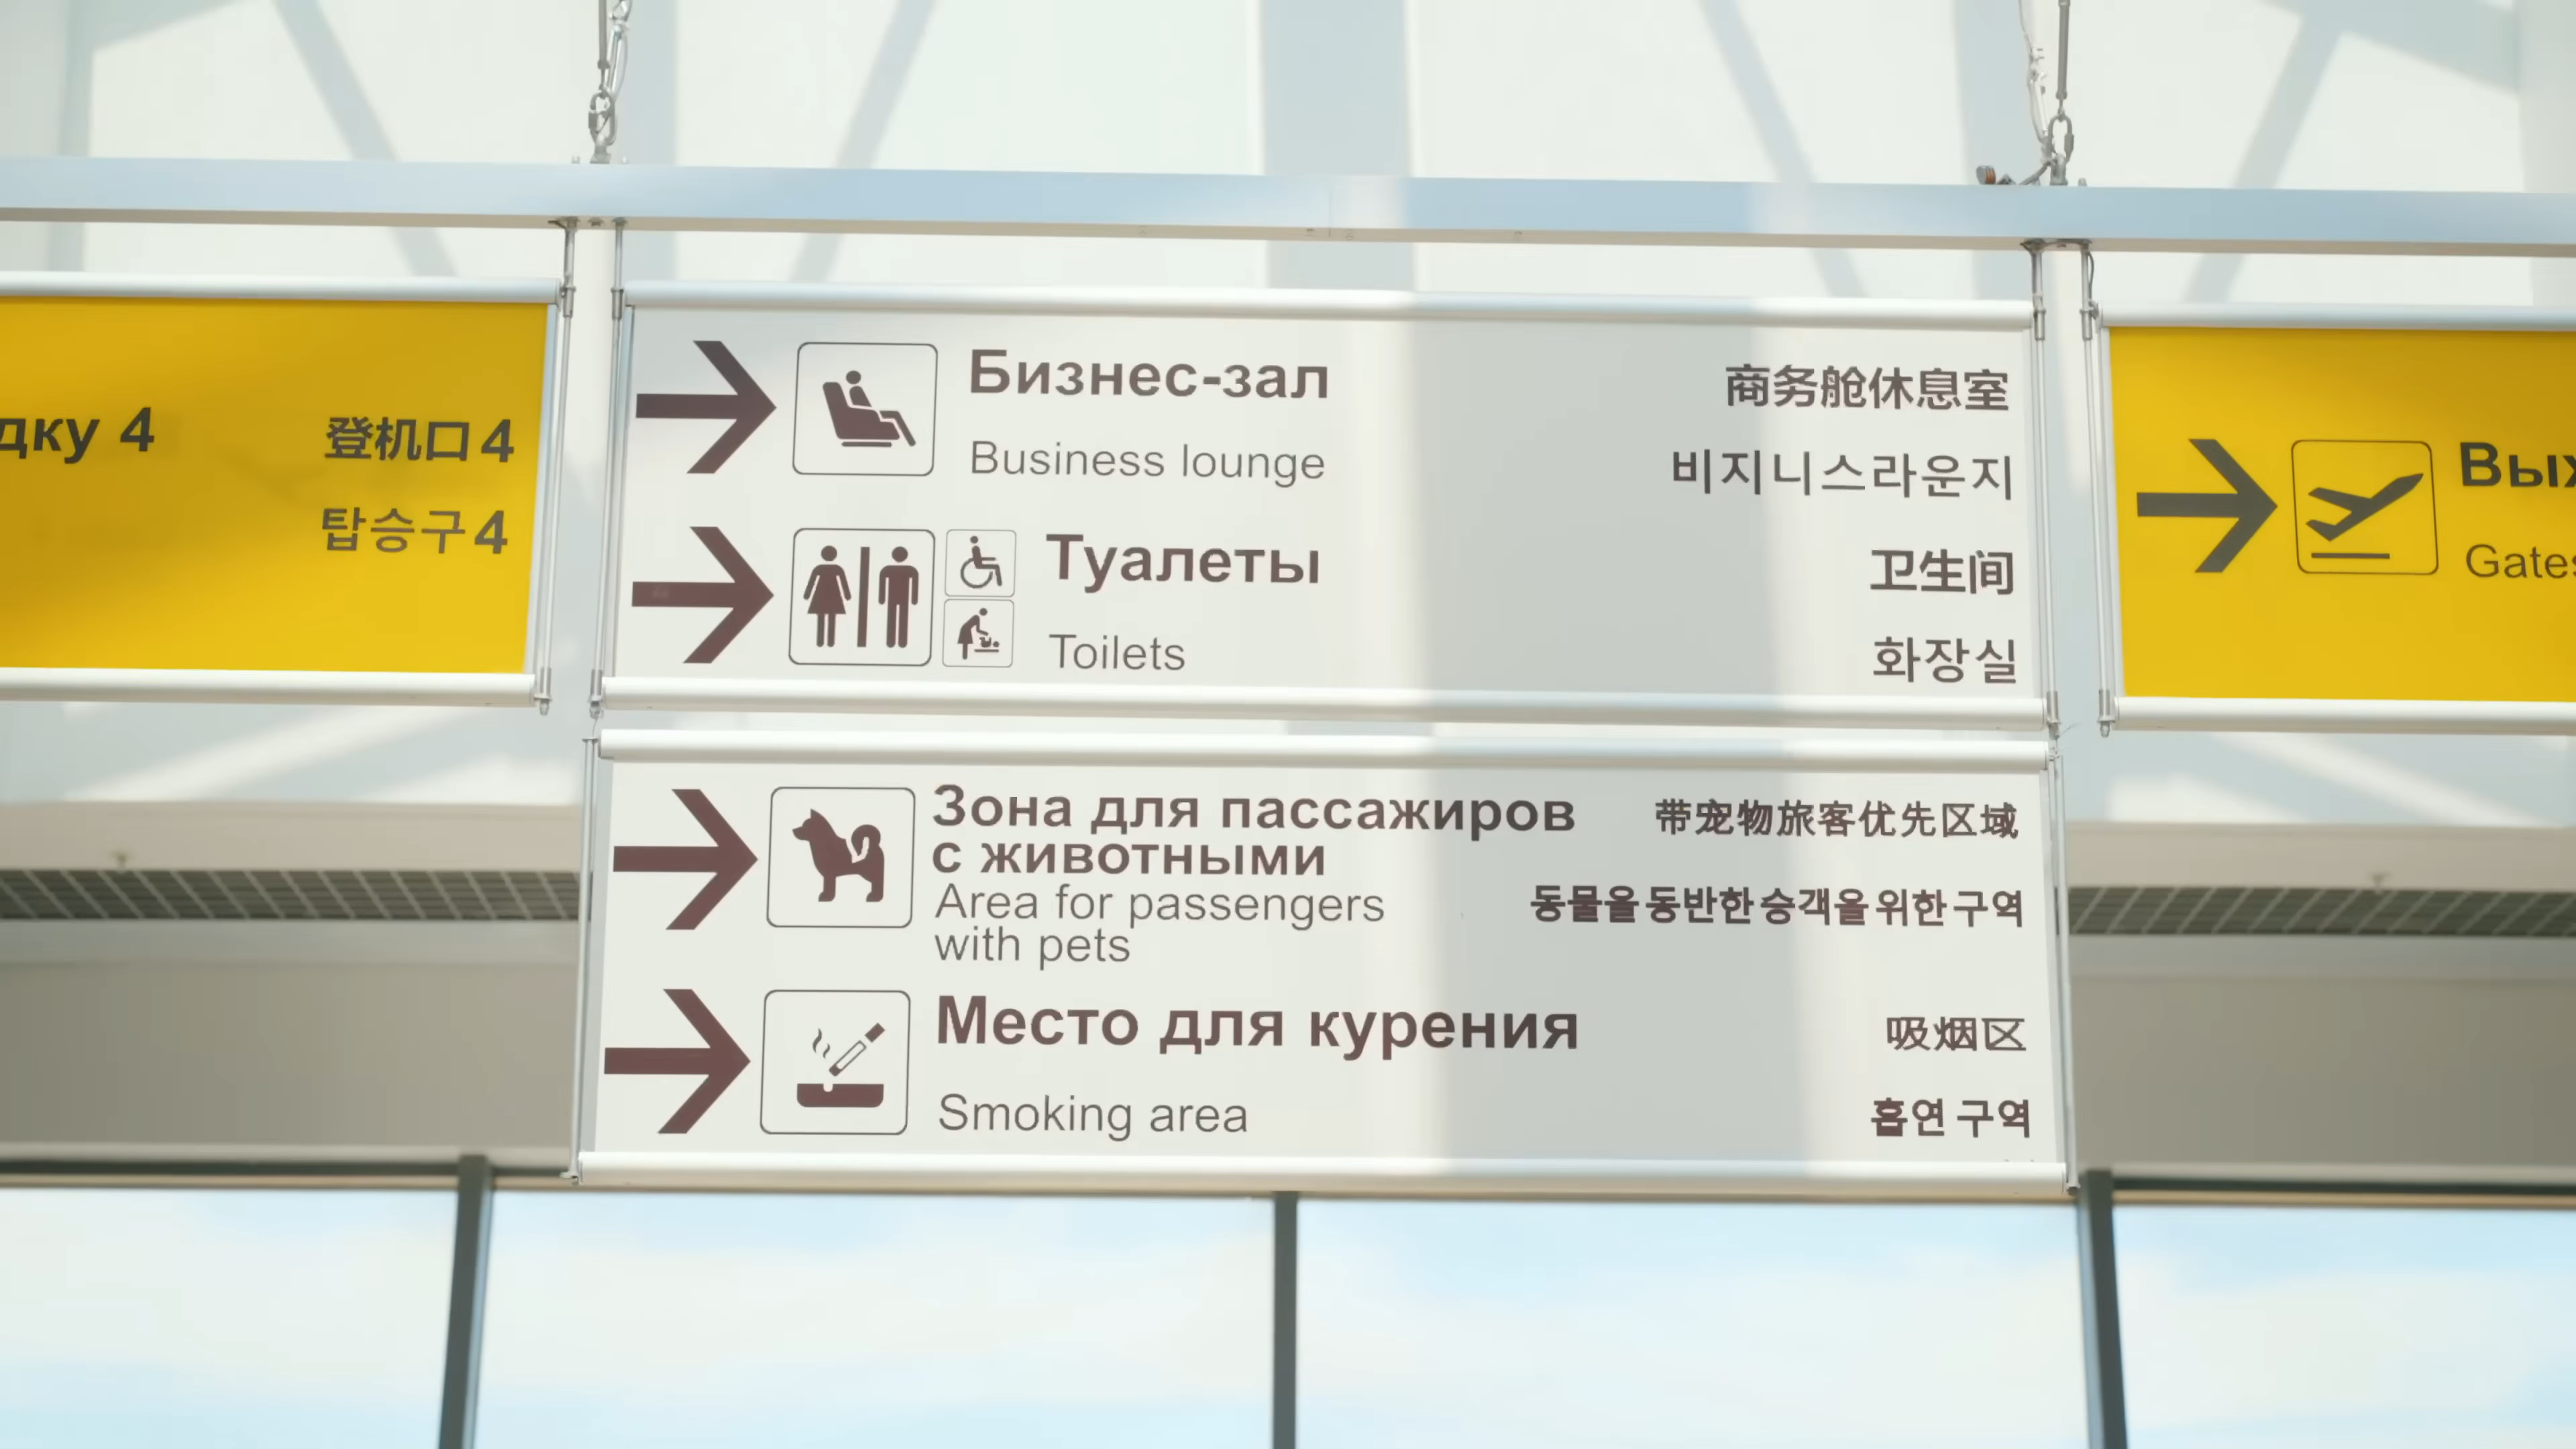 4
登机口4
탑승구4
Бизнес-зал
Business lounge
商务舱休息室
비지니스라운지
Туалеты
Toilets
卫生间
화장실
Зона для пассажиров
с животными
Area for passengers
with pets
带宠物旅客优先区域
동물을 동반한 승객을 위한 구역
Место для курения
Smoking area
吸烟区
흡연 구역
Gates